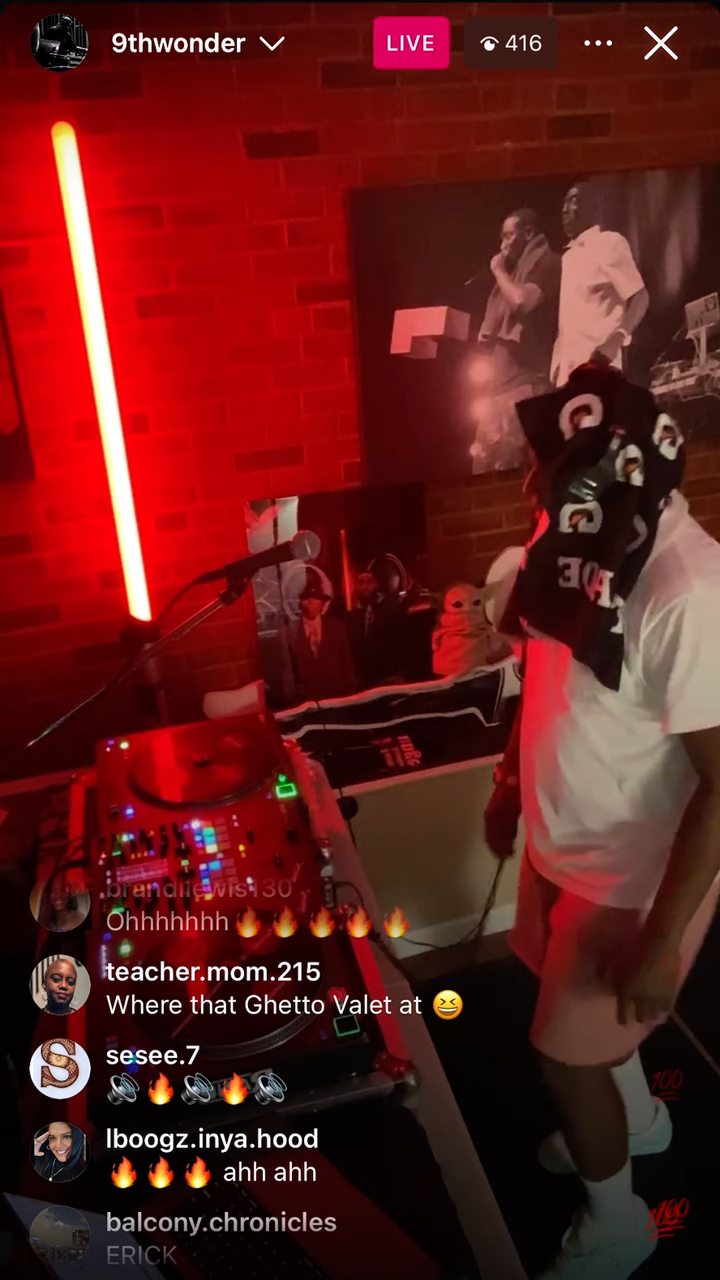 9thwonder
LIVE
416
brandilewis130
Ohhhhhhh 🔥 🔥 🔥 🔥 🔥
teacher.mom.215
Where that Ghetto Valet at 😆
sesee.7
🔊 🔥 🔊 🔥 🔊
lboogz.inya.hood
🔥 🔥 🔥 ahh ahh
balcony.chronicles
ERICK
💯
💯